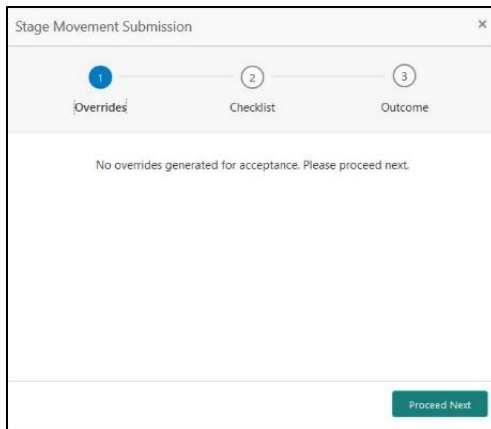 Stage Movement Submission ×
1 2 3
Overrides Checklist Outcome
No overrides generated for acceptance. Please proceed next.
Proceed Next